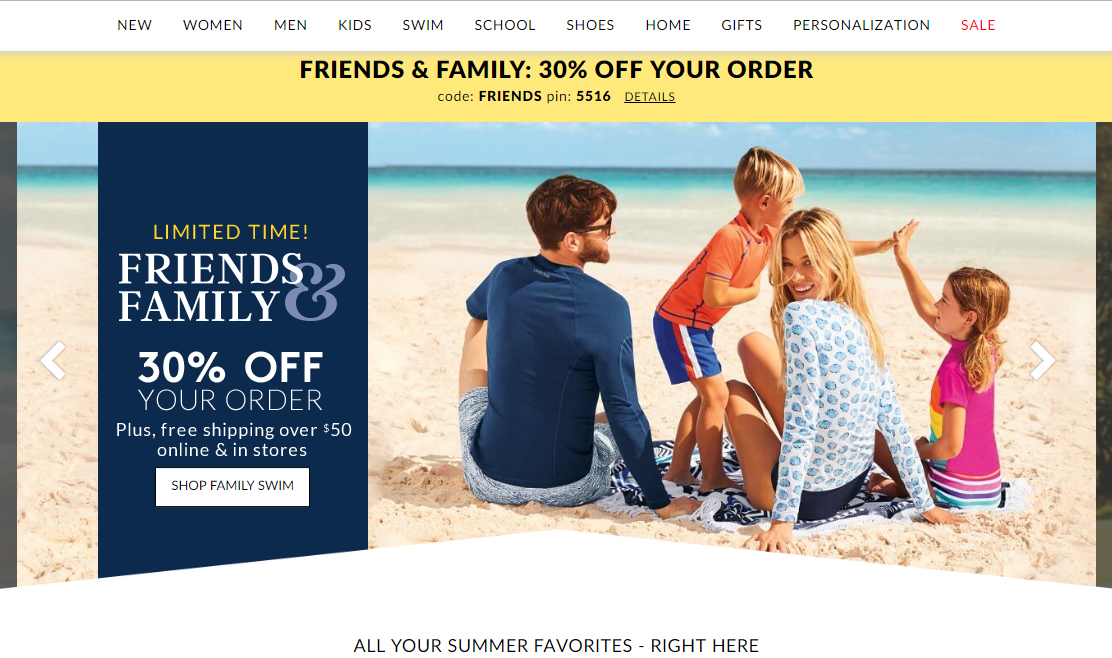 NEW WOMEN MEN KIDS SWIM SCHOOL SHOES HOME GIFTS PERSONALIZATION SALE
FRIENDS & FAMILY: 30% OFF YOUR ORDER
code: FRIENDS pin: 5516 DETAILS
LIMITED TIME!
FRIENDS &
FAMILY
30% OFF
YOUR ORDER
Plus, free shipping over $50
online & in stores
SHOP FAMILY SWIM
ALL YOUR SUMMER FAVORITES - RIGHT HERE